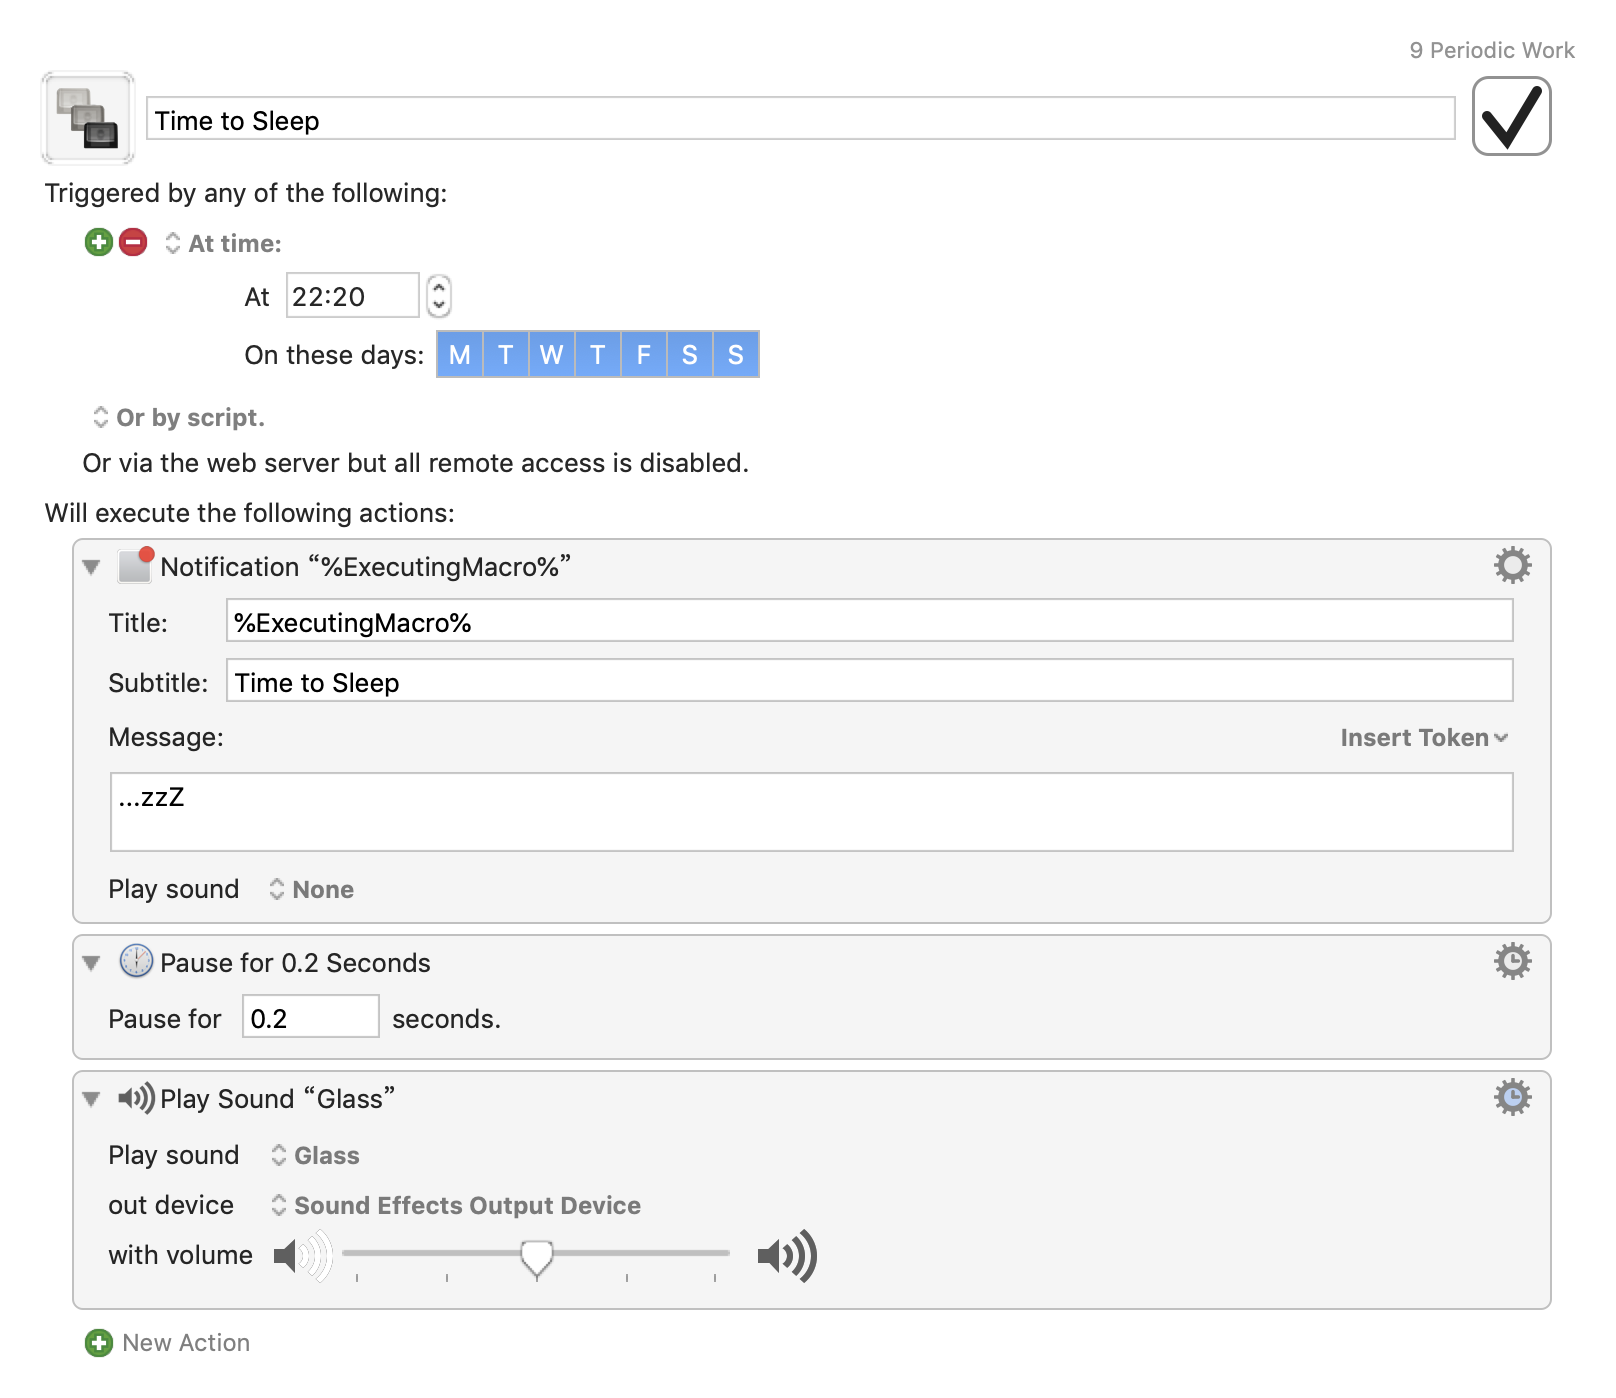 9 Periodic Work
Time to Sleep
Triggered by any of the following:
At time:
At 22:20
On these days: M T W T F S S
Or by script.
Or via the web server but all remote access is disabled.
Will execute the following actions:
Notification “%ExecutingMacro%”
Title: %ExecutingMacro%
Subtitle: Time to Sleep
Message: Insert Token
...zzZ
Play sound None
Pause for 0.2 Seconds
Pause for 0.2 seconds.
Play Sound “Glass”
Play sound Glass
out device Sound Effects Output Device
with volume
New Action